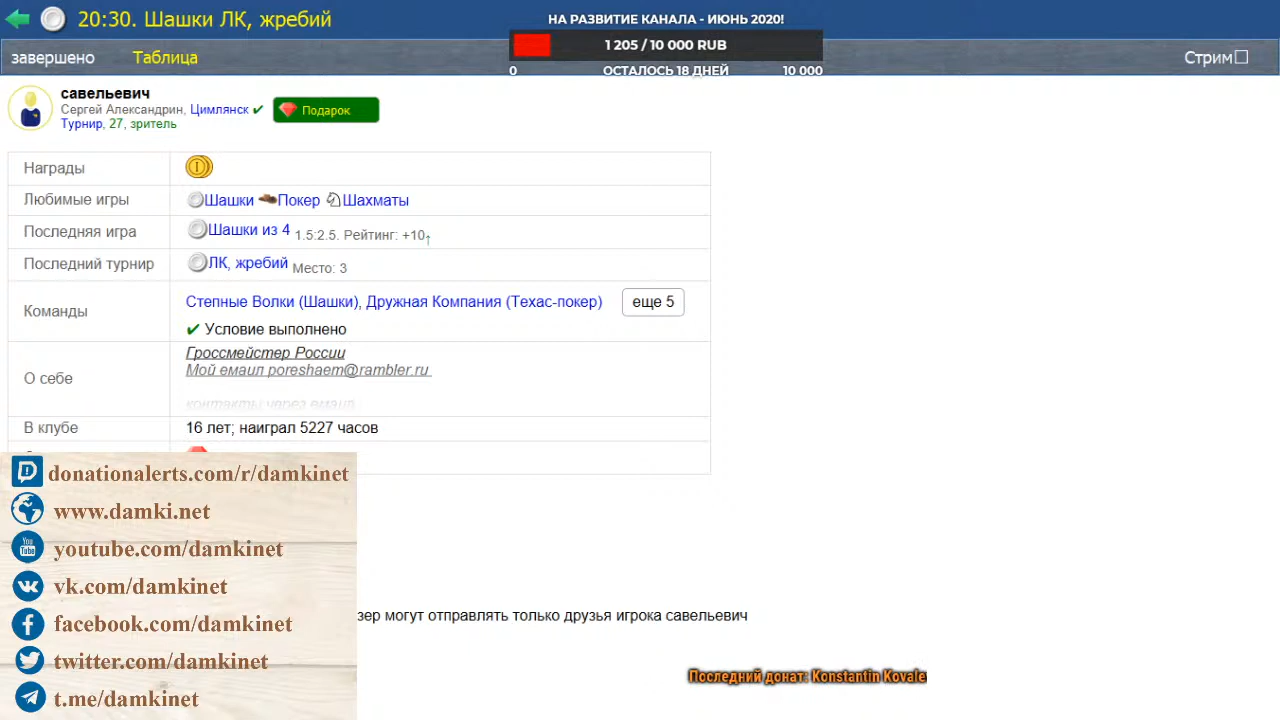 20:30. Шашки ЛК, жребий
НА РАЗВИТИЕ КАНАЛА - ИЮНЬ 2020!
1 205 / 10 000 RUB
0 ОСТАЛОСЬ 18 ДНЕЙ 10 000
завершено Таблица Стрим
савельевич
Сергей Александрин, Цимлянск ✔
Подарок
Турнир, 27, зритель
Награды
Любимые игры Шашки Покер Шахматы
Последняя игра Шашки из 4 1.5:2.5. Рейтинг: +10↑
Последний турнир ЛК, жребий Место: 3
Команды Степные Волки (Шашки), Дружная Компания (Техас-покер) еще 5
✔ Условие выполнено
О себе Гроссмейстер России
Мой емаил poreshaem@rambler.ru
контакты через емаил
В клубе 16 лет; наиграл 5227 часов
donationalerts.com/r/damkinet
www.damki.net
youtube.com/damkinet
vk.com/damkinet
facebook.com/damkinet
twitter.com/damkinet
t.me/damkinet
зер могут отправлять только друзья игрока савельевич
Последний донат: Konstantin Kovale